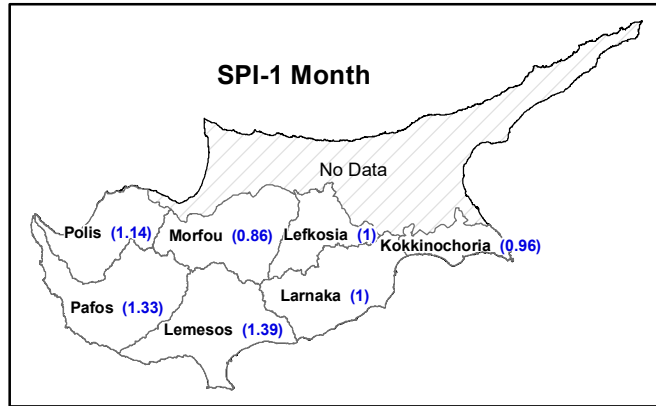 SPI-1 Month
No Data
Polis (1.14)
Morfou (0.86)
Lefkosia (1)
Kokkinochoria (0.96)
Pafos (1.33)
Larnaka (1)
Lemesos (1.39)